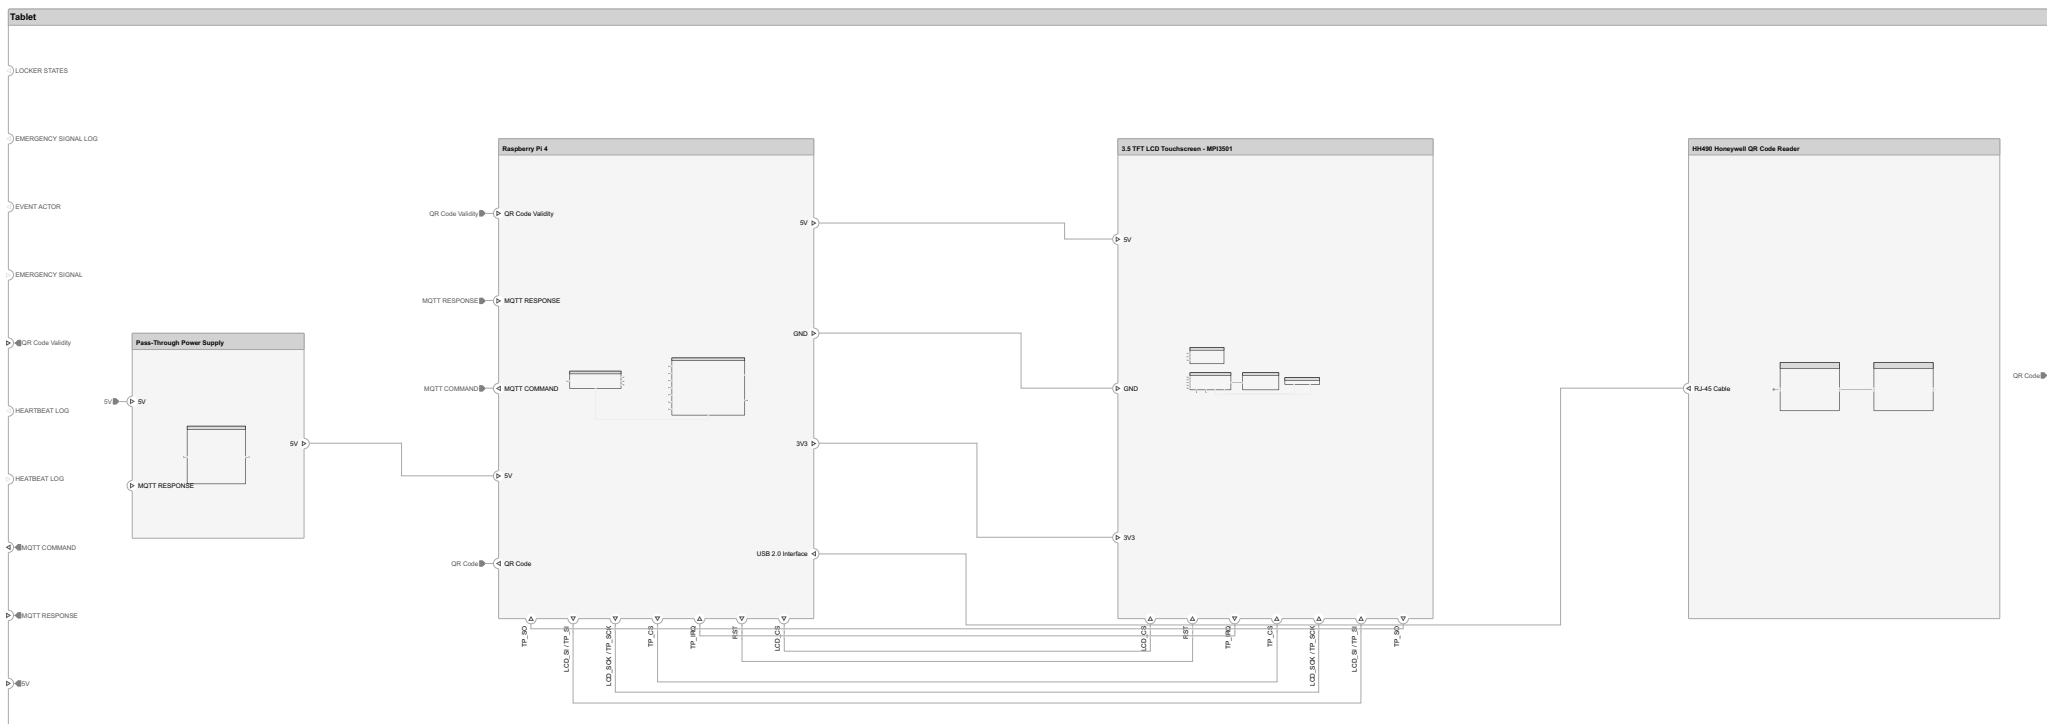 Tablet
LOCKER STATES
EMERGENCY SIGNAL LOG
EVENT ACTOR
EMERGENCY SIGNAL
QR Code Validity
HEARTBEAT LOG
HEATBEAT LOG
MQTT COMMAND
MQTT RESPONSE
5V
Pass-Through Power Supply
5V
5V
5V
MQTT RESPONSE
Raspberry Pi 4
QR Code Validity
QR Code Validity
MQTT RESPONSE
MQTT RESPONSE
MQTT COMMAND
MQTT COMMAND
5V
QR Code
QR Code
5V
GND
3V3
USB 2.0 Interface
TP_SO
LCD_SI / TP_SI
LCD_SCK / TP_SCK
TP_CS
TP_IRQ
RST
LCD_CS
3.5 TFT LCD Touchscreen - MPI3501
5V
GND
3V3
LCD_CS
RST
TP_IRQ
TP_CS
LCD_SCK / TP_SCK
LCD_SI / TP_SI
TP_SO
HH490 Honeywell QR Code Reader
RJ-45 Cable
QR Code